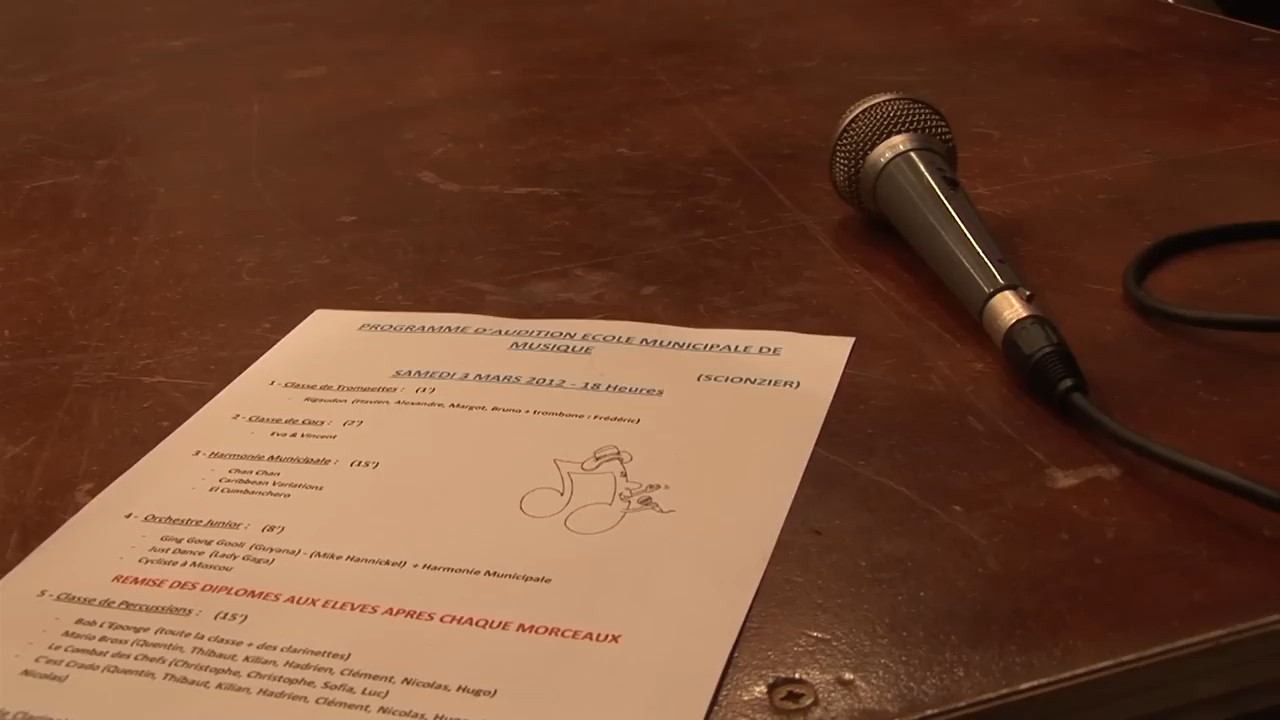 PROGRAMME D'AUDITION ECOLE MUNICIPALE DE
MUSIQUE
(SCIONZIER)
SAMEDI 3 MARS 2012 - 18 Heures
1 - Classe de Trompettes : (1')
- Rigaudon (Flavien, Alexandre, Margot, Bruno + trombone : Frédéric)
2 - Classe de Cors : (2')
- Eva & Vincent
3 - Harmonie Municipale : (15')
- Chan Chan
- Caribbean Variations
- El Cumbanchero
4 - Orchestre Junior : (8')
- Ging Gong Gooli (Guyana) - (Mike Hannickel) + Harmonie Municipale
- Just Dance (Lady Gaga)
- Cycliste à Moscou
REMISE DES DIPLOMES AUX ELEVES APRES CHAQUE MORCEAUX
5 - Classe de Percussions : (15')
- Bob L'Eponge (toute la classe + des clarinettes)
- Mario Bross (Quentin, Thibaut, Kilian, Hadrien, Clément, Nicolas, Hugo)
- Le Combat des Chefs (Christophe, Christophe, Sofia, Luc)
- C'est Crado (Quentin, Thibaut, Kilian, Hadrien, Clément, Nicolas,
Nicolas)